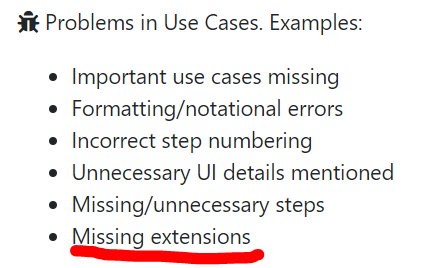 Problems in Use Cases. Examples:
Important use cases missing
Formatting/notational errors
Incorrect step numbering
Unnecessary UI details mentioned
Missing/unnecessary steps
Missing extensions